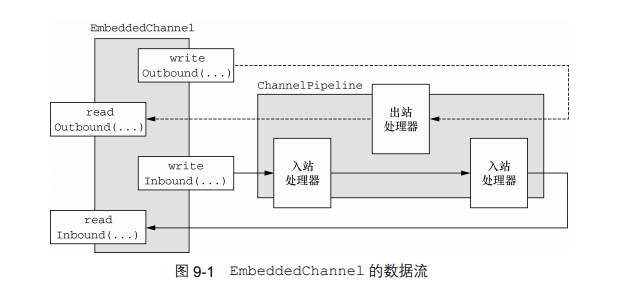 EmbeddedChannel
write
Outbound(...)
ChannelPipeline
read
Outbound(...)
出站
处理器
write
Inbound(...)
入站
处理器
入站
处理器
read
Inbound(...)
图 9-1 EmbeddedChannel 的数据流